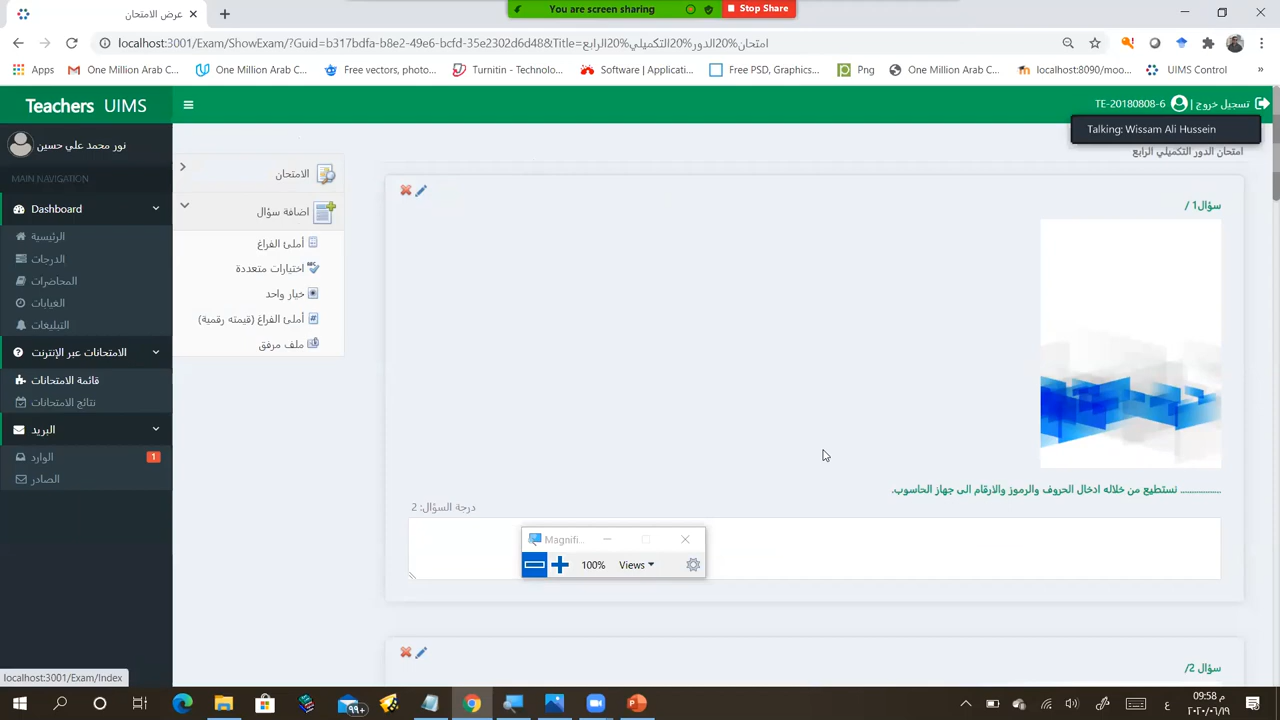 You are screen sharing
Stop Share
عرض الامتحان
localhost:3001/Exam/ShowExam/?Guid=b317bdfa-b8e2-49e6-bcfd-35e2302d6d48&Title=امتحان%20الدور%20التكميلي%20الرابع
Apps
One Million Arab C...
One Million Arab C...
Free vectors, photo...
Turnitin - Technolo...
Software | Applicati...
Free PSD, Graphics...
Png
One Million Arab C...
localhost:8090/moo...
UIMS Control
»
Teachers UIMS
TE-20180808-6
تسجيل خروج |
Talking: Wissam Ali Hussein
نور محمد علي حسين
MAIN NAVIGATION
Dashboard
الرئيسية
الدرجات
المحاضرات
الغيابات
التبليغات
الامتحانات عبر الإنترنت
قائمة الامتحانات
نتائج الامتحانات
البريد
الوارد
1
الصادر
الامتحان
اضافة سؤال
أملئ الفراغ
اختيارات متعددة
خيار واحد
أملئ الفراغ (قيمته رقمية)
ملف مرفق
امتحان الدور التكميلي الرابع
سؤال1 /
.................. نستطيع من خلاله ادخال الحروف والرموز والارقام الى جهاز الحاسوب.
درجة السؤال: 2
Magnifi...
100%
Views
سؤال 2/
localhost:3001/Exam/Index
٩٩+
ع
09:58 م
٢٠٢٠/٠٦/١٩